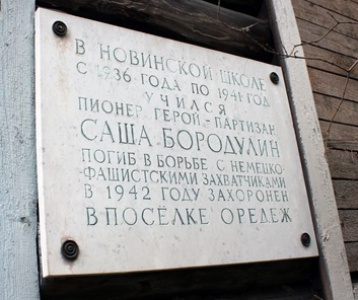 В НОВИНСКОЙ ШКОЛЕ
С 1936 ГОДА ПО 1941 ГОД
УЧИЛСЯ
ПИОНЕР ГЕРОЙ-ПАРТИЗАН
САША БОРОДУЛИН
ПОГИБ В БОРЬБЕ С НЕМЕЦКО-
ФАШИСТСКИМИ ЗАХВАТЧИКАМИ
В 1942 ГОДУ ЗАХОРОНЕН
В ПОСЁЛКЕ ОРЕДЕЖ